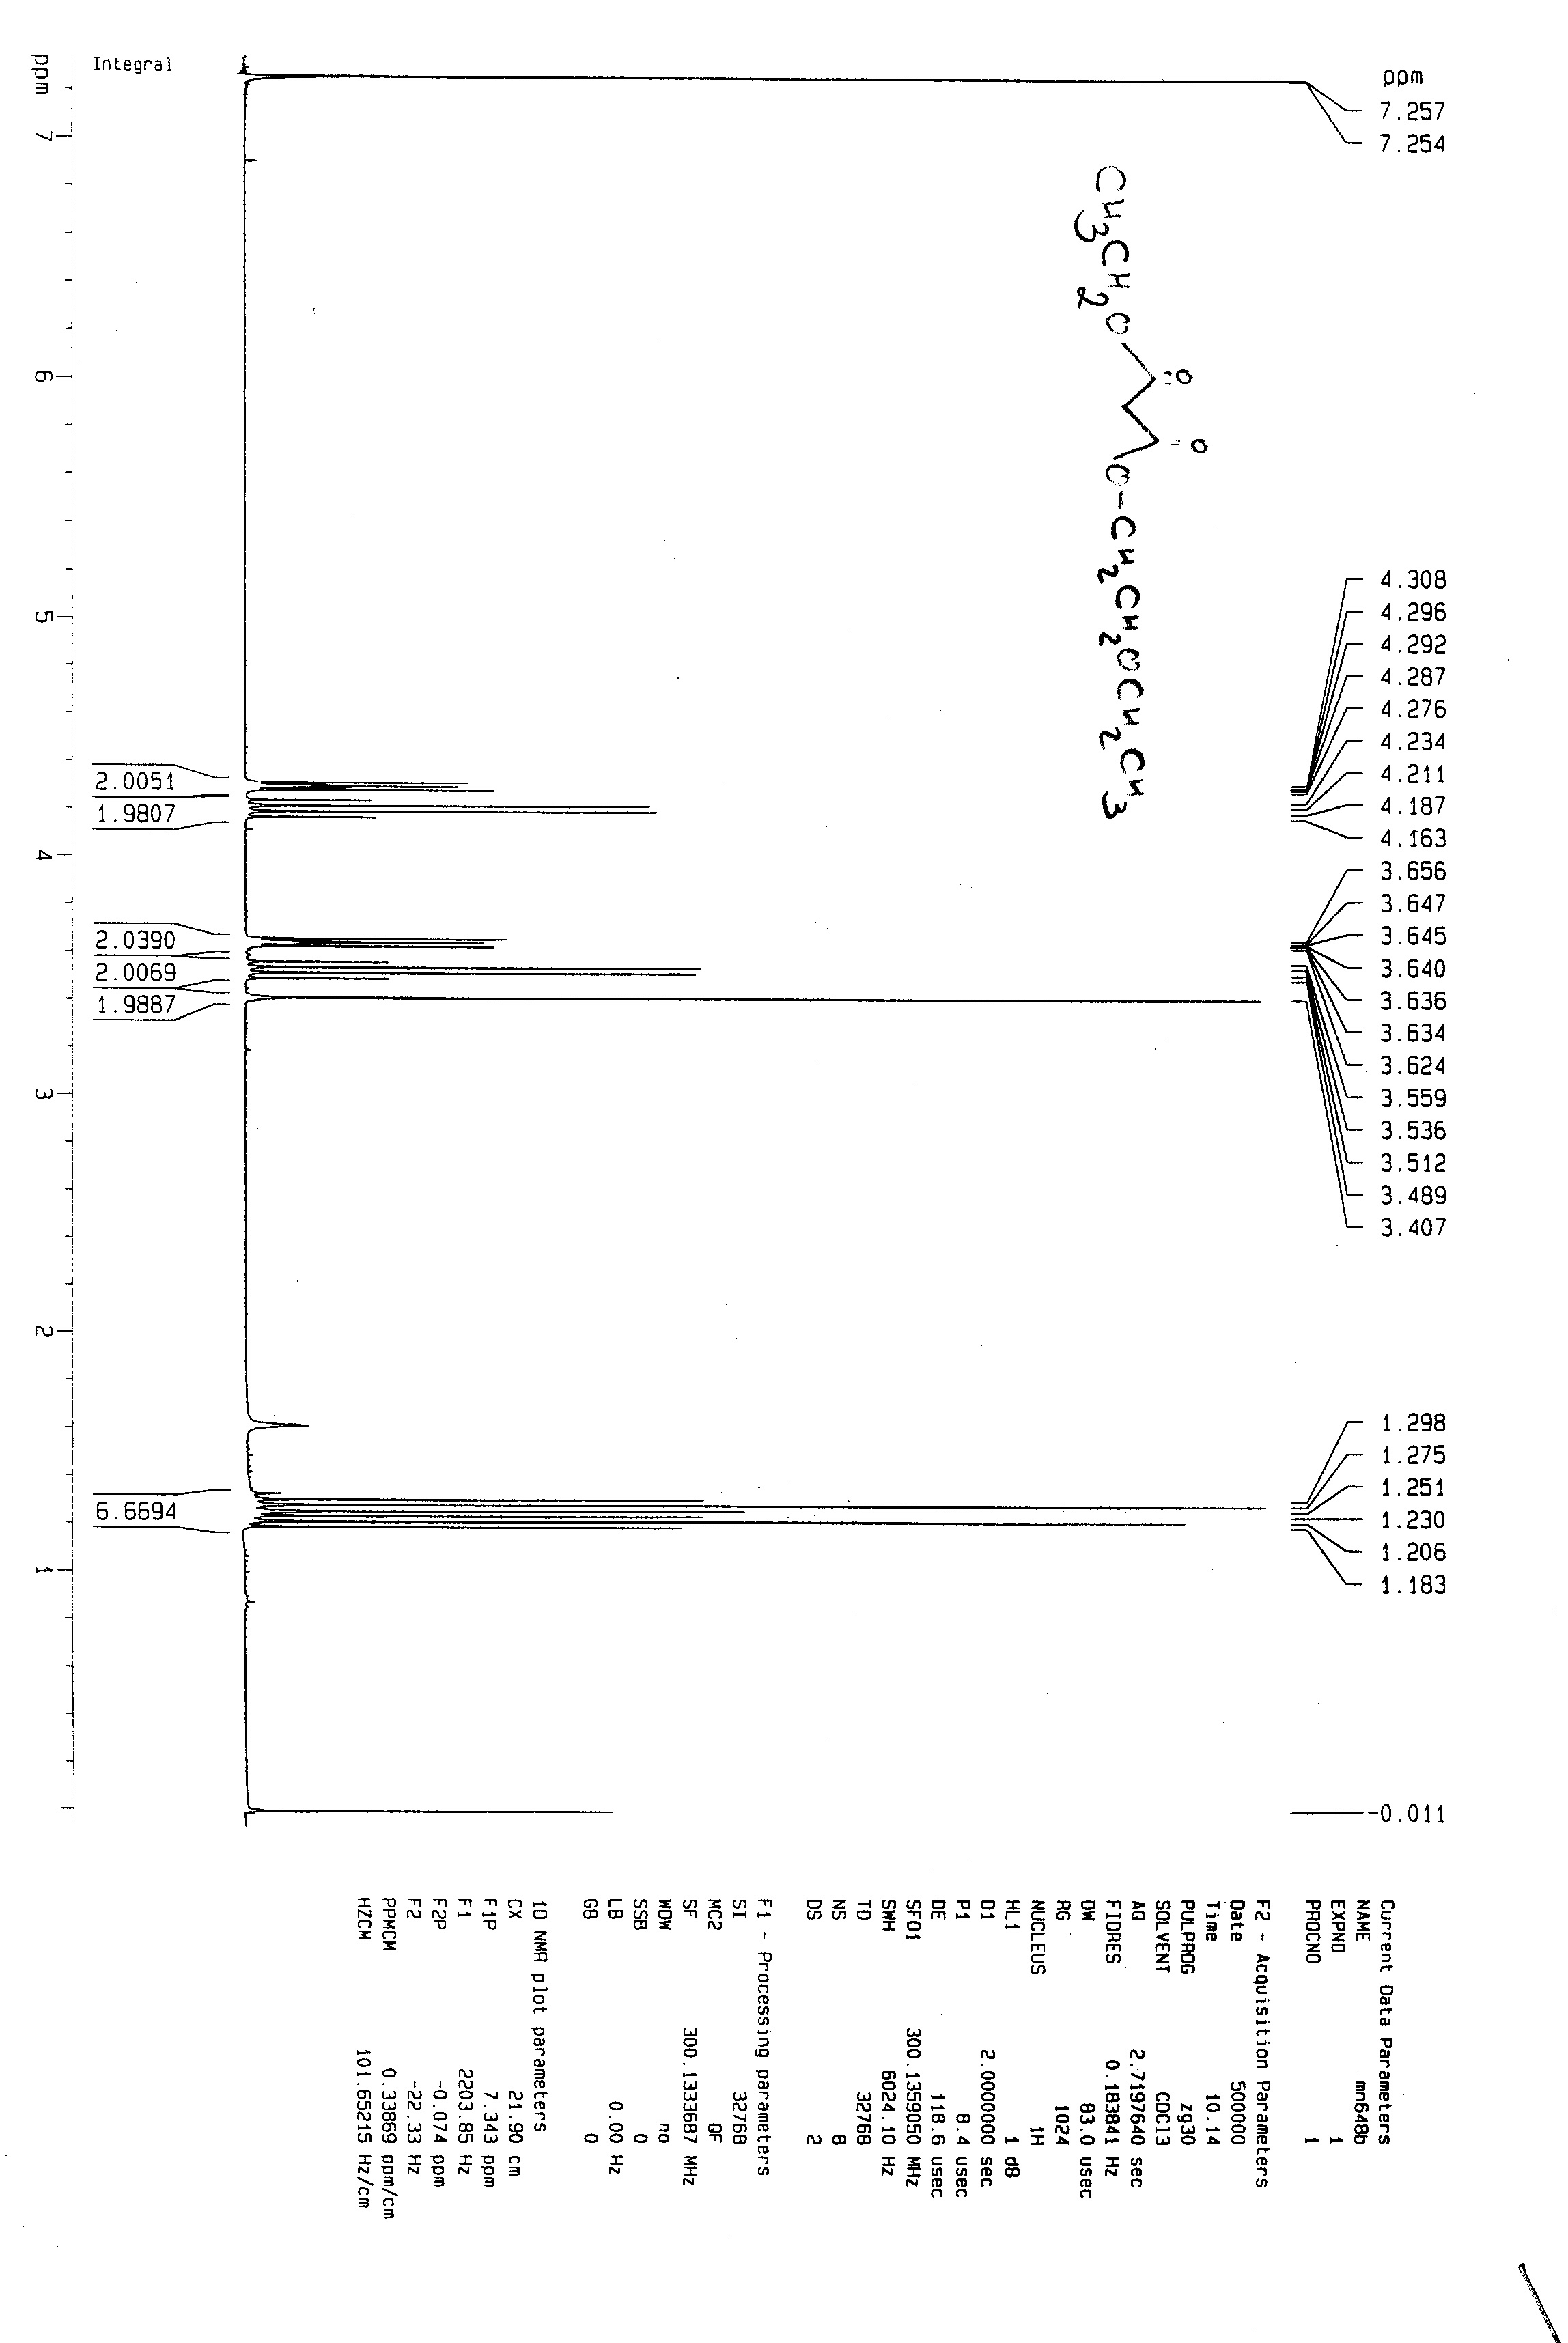 Integral
ppm
7
6
5
4
3
2
1
2.0051
1.9807
2.0390
2.0069
1.9887
6.6694
CH3CH2O
O
O
O-CH2CH2OCH2CH3
ppm
7.257
7.254
4.308
4.296
4.292
4.287
4.276
4.234
4.211
4.187
4.163
3.656
3.647
3.645
3.640
3.636
3.634
3.624
3.559
3.536
3.512
3.489
3.407
1.298
1.275
1.251
1.230
1.206
1.183
-0.011
Current Data Parameters
NAME mn648b
EXPNO 1
PROCNO 1
F2 - Acquisition Parameters
Date 500000
Time 10.14
PULPROG zg30
SOLVENT CDCl3
AQ 2.7197640 sec
FIDRES 0.183841 Hz
DW 83.0 usec
RG 1024
NUCLEUS 1H
HL1 1 dB
D1 2.0000000 sec
P1 8.4 usec
DE 118.6 usec
SFO1 300.1359050 MHz
SWH 6024.10 Hz
TD 32768
NS 8
DS 2
F1 - Processing parameters
SI 32768
MC2 QF
SF 300.1333687 MHz
WDW no
SSB 0
LB 0.00 Hz
GB 0
1D NMR plot parameters
CX 21.90 cm
F1P 7.343 ppm
F1 2203.85 Hz
F2P -0.074 ppm
F2 -22.33 Hz
PPMCM 0.33869 ppm/cm
HZCM 101.65215 Hz/cm